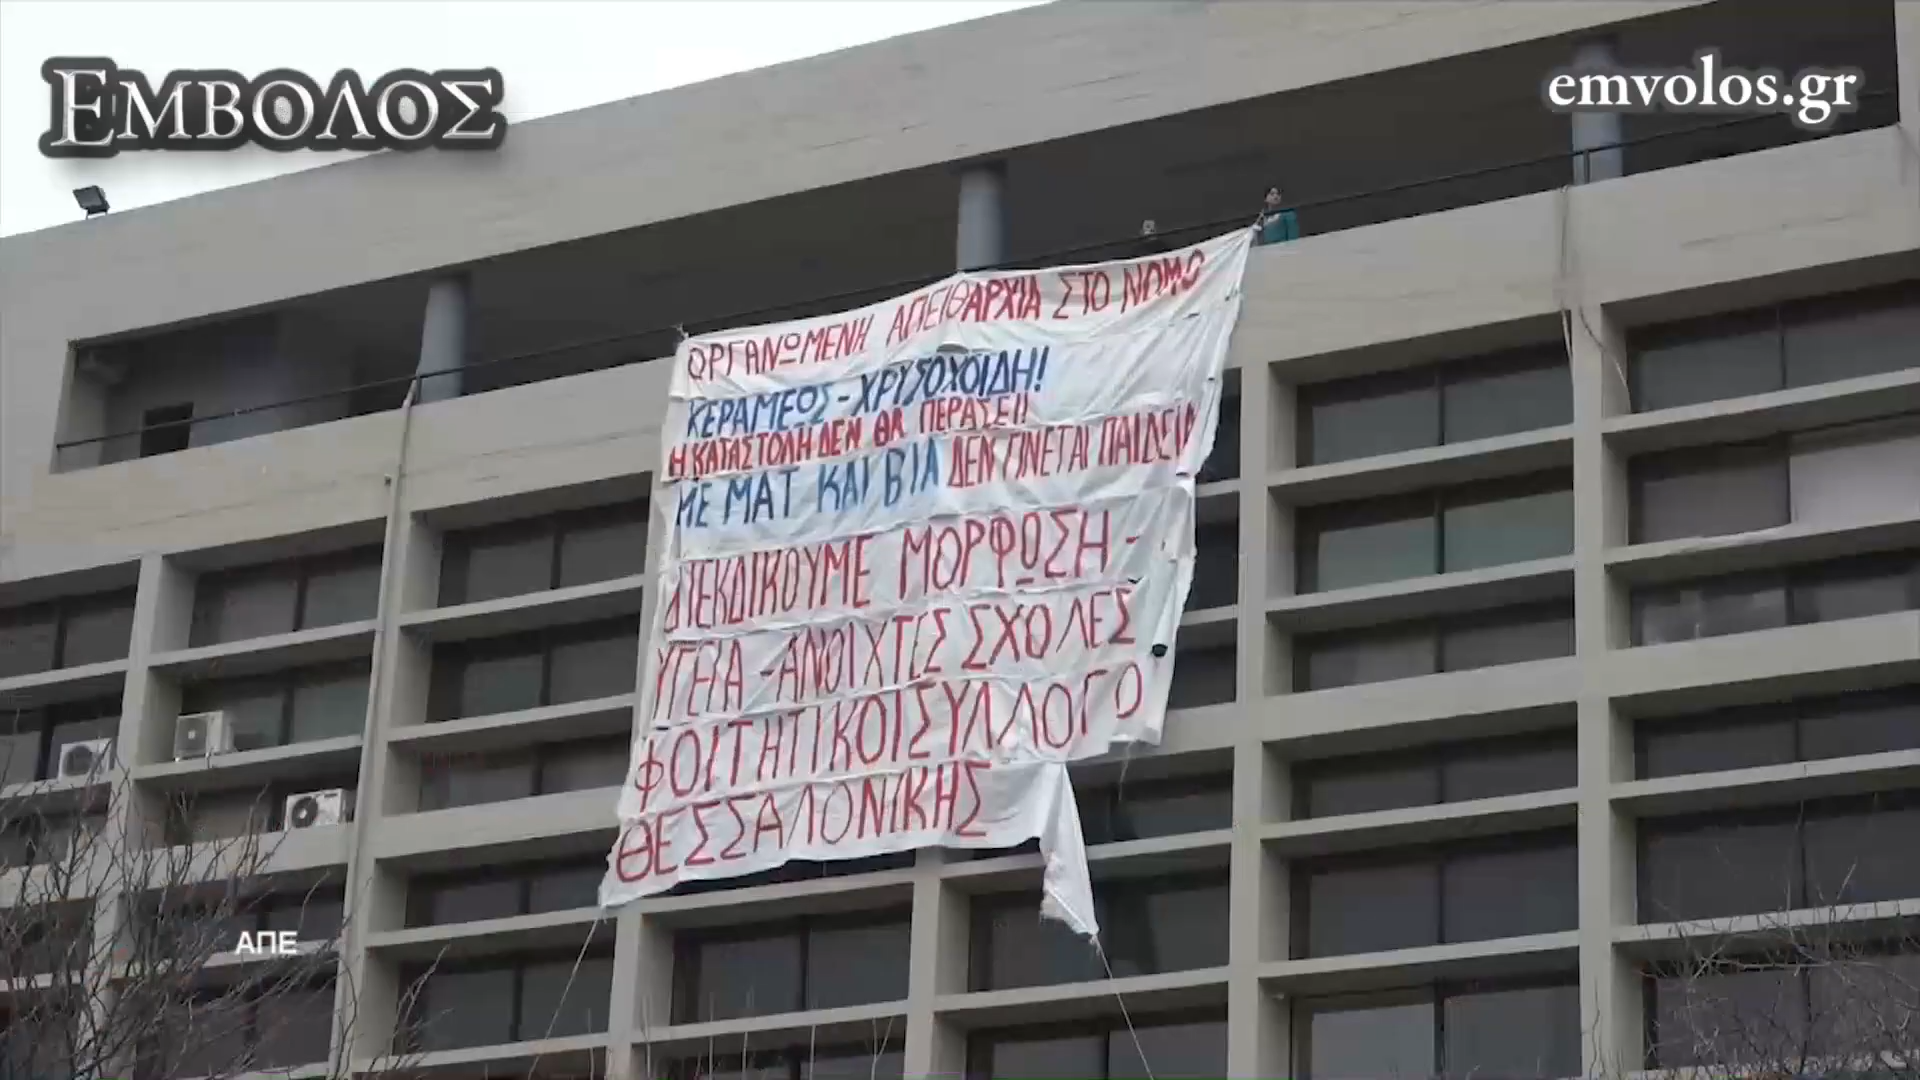 ΕΜΒΟΛΟΣ
emvolos.gr
ΟΡΓΑΝΩΜΕΝΗ ΑΠΕΙΘΑΡΧΙΑ ΣΤΟ ΝΟΜΟ
ΚΕΡΑΜΕΩΣ - ΧΡΥΣΟΧΟΙΔΗ!
Η ΚΑΤΑΣΤΟΛΗ ΔΕΝ ΘΑ ΠΕΡΑΣΕΙ!
ΜΕ ΜΑΤ ΚΑΙ ΒΙΑ ΔΕΝ ΓΙΝΕΤΑΙ ΠΑΙΔΕΙΑ
ΔΙΕΚΔΙΚΟΥΜΕ ΜΟΡΦΩΣΗ -
ΥΓΕΙΑ - ΑΝΟΙΧΤΕΣ ΣΧΟΛΕΣ
ΦΟΙΤΗΤΙΚΟΙ ΣΥΛΛΟΓΟ
ΘΕΣΣΑΛΟΝΙΚΗΣ
ΑΠΕ